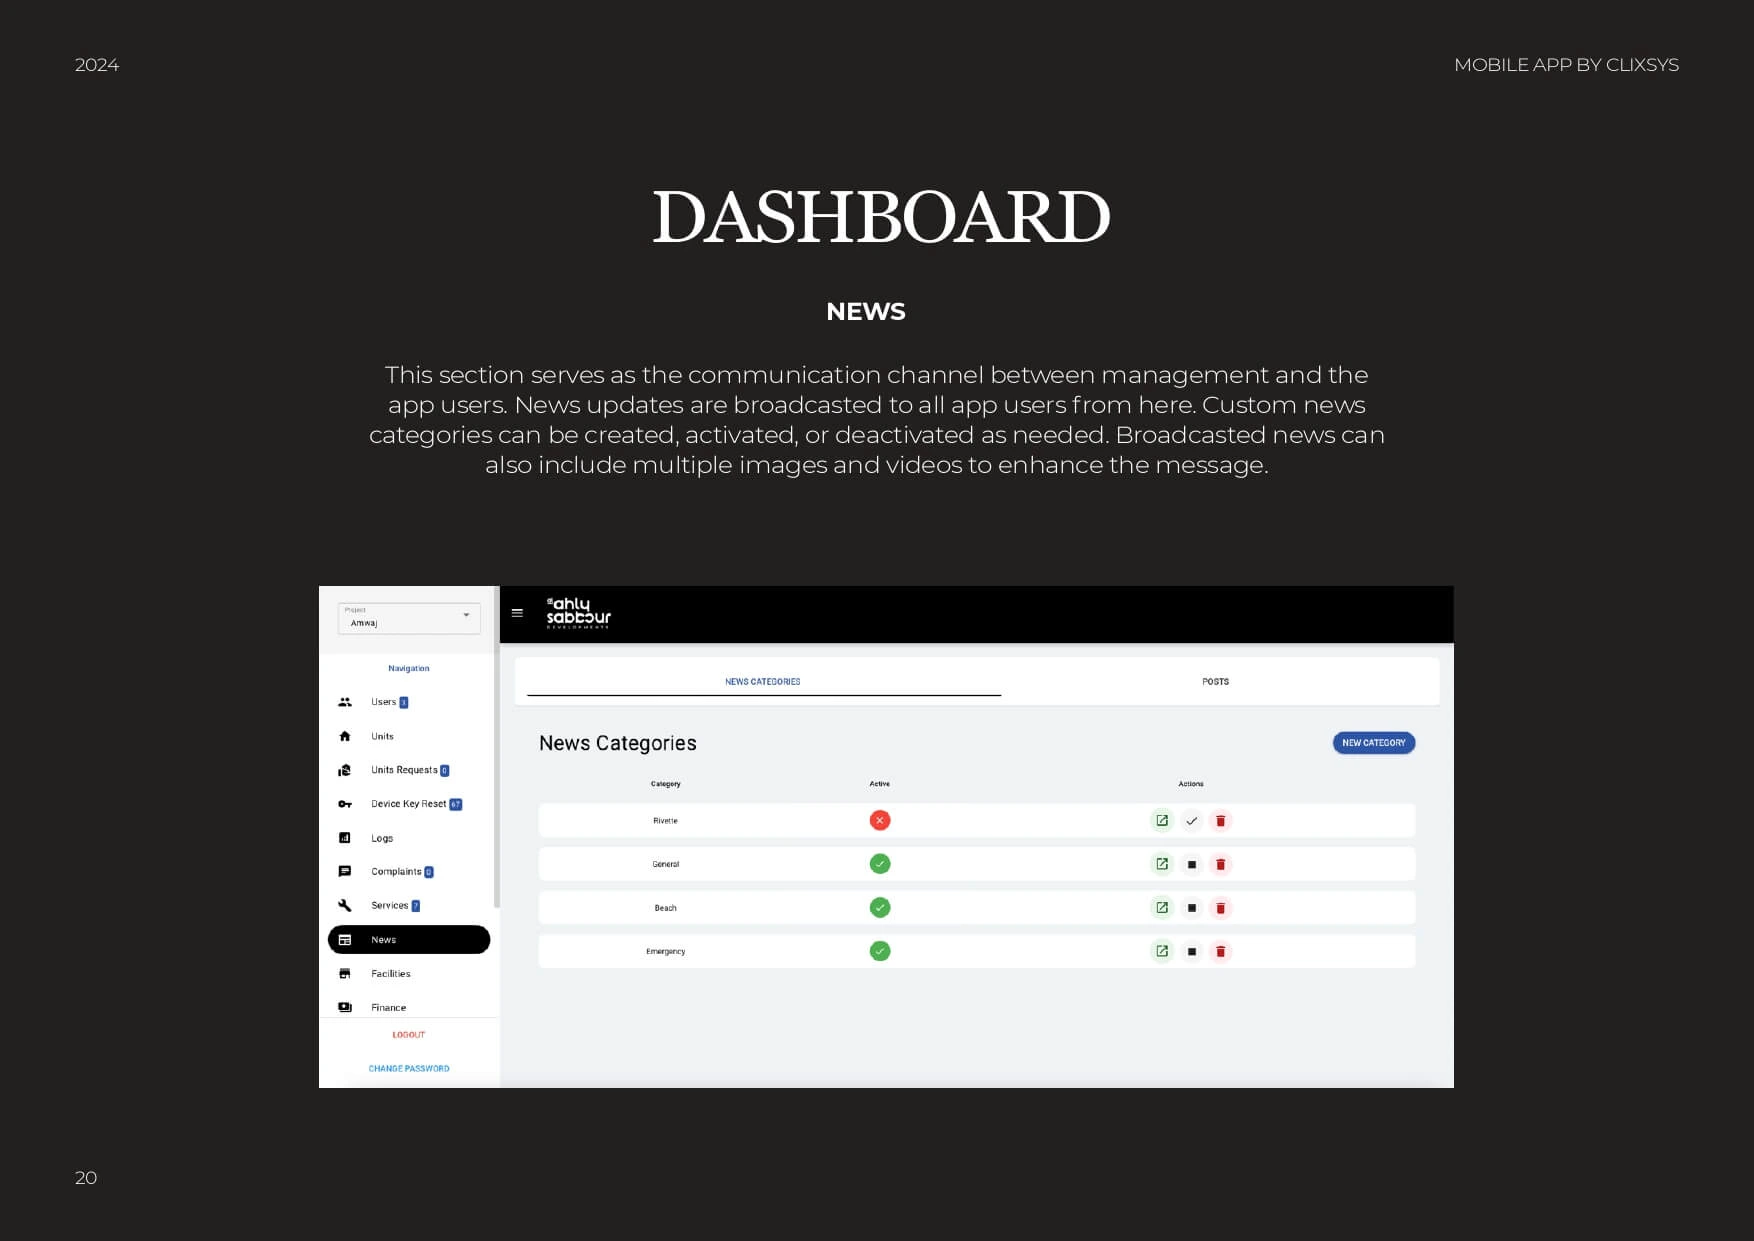 2024
MOBILE APP BY CLIXSYS
DASHBOARD
NEWS
This section serves as the communication channel between management and the
app users. News updates are broadcasted to all app users from here. Custom news
categories can be created, activated, or deactivated as needed. Broadcasted news can
also include multiple images and videos to enhance the message.
Project
Amwaj
al ahly
sabbour
DEVELOPMENTS
Navigation
Users
Units
Units Requests 0
Device Key Reset 67
Logs
Complaints 0
Services 7
News
Facilities
Finance
LOGOUT
CHANGE PASSWORD
NEWS CATEGORIES
POSTS
News Categories
NEW CATEGORY
Category
Active
Actions
Rivette
General
Beach
Emergency
20